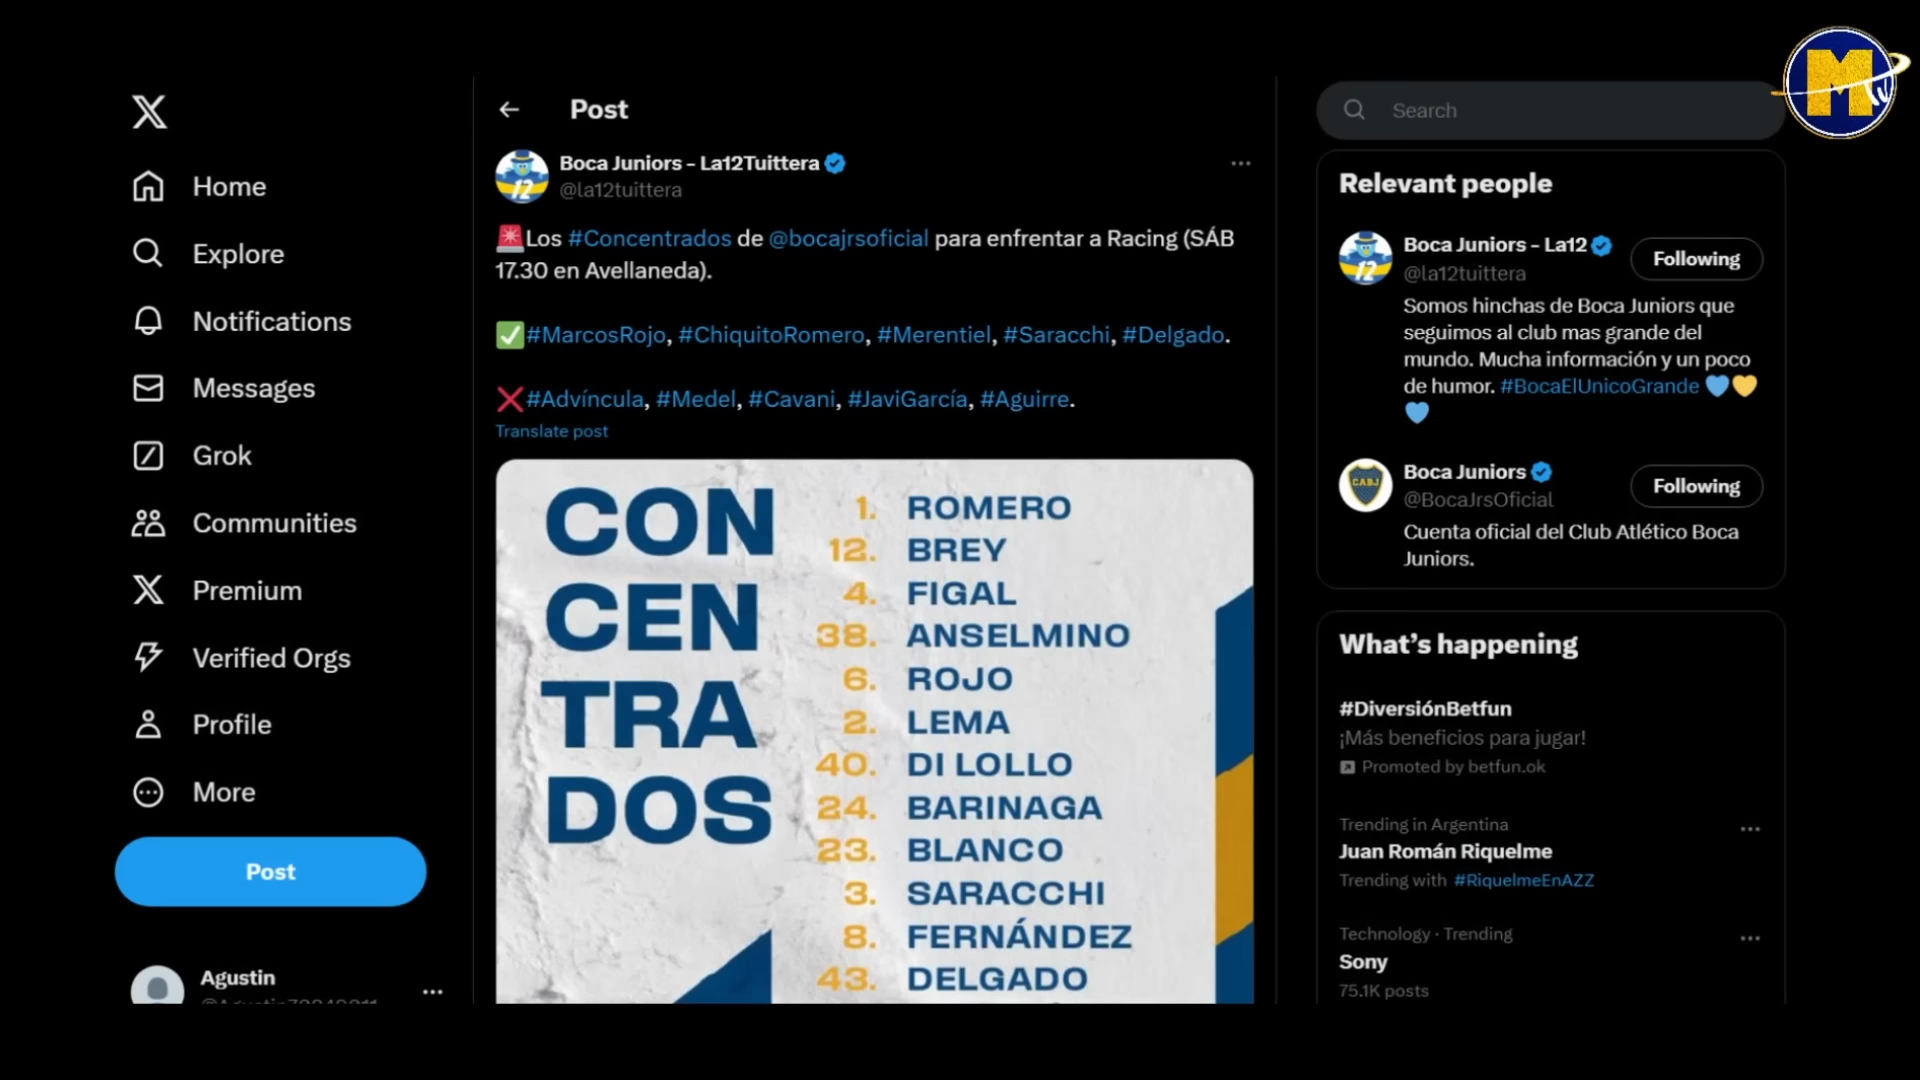 Home
Explore
Notifications
Messages
Grok
Communities
Premium
Verified Orgs
Profile
More
Post
Agustin
Post
Boca Juniors - La12Tuittera
@la12tuittera
🚨Los #Concentrados de @bocajrsoficial para enfrentar a Racing (SÁB
17.30 en Avellaneda).
✅#MarcosRojo, #ChiquitoRomero, #Merentiel, #Saracchi, #Delgado.
❌#Advíncula, #Medel, #Cavani, #JaviGarcía, #Aguirre.
Translate post
CON
CEN
TRA
DOS
1. ROMERO
12. BREY
4. FIGAL
38. ANSELMINO
6. ROJO
2. LEMA
40. DI LOLLO
24. BARINAGA
23. BLANCO
3. SARACCHI
8. FERNÁNDEZ
43. DELGADO
Search
Relevant people
Boca Juniors - La12
@la12tuittera
Following
Somos hinchas de Boca Juniors que
seguimos al club mas grande del
mundo. Mucha información y un poco
de humor. #BocaElUnicoGrande 💙💛
💙
Boca Juniors
@BocaJrsOficial
Following
Cuenta oficial del Club Atlético Boca
Juniors.
What's happening
#DiversiónBetfun
¡Más beneficios para jugar!
Promoted by betfun.ok
Trending in Argentina
Juan Román Riquelme
Trending with #RiquelmeEnAZZ
Technology · Trending
Sony
75.1K posts
M tv